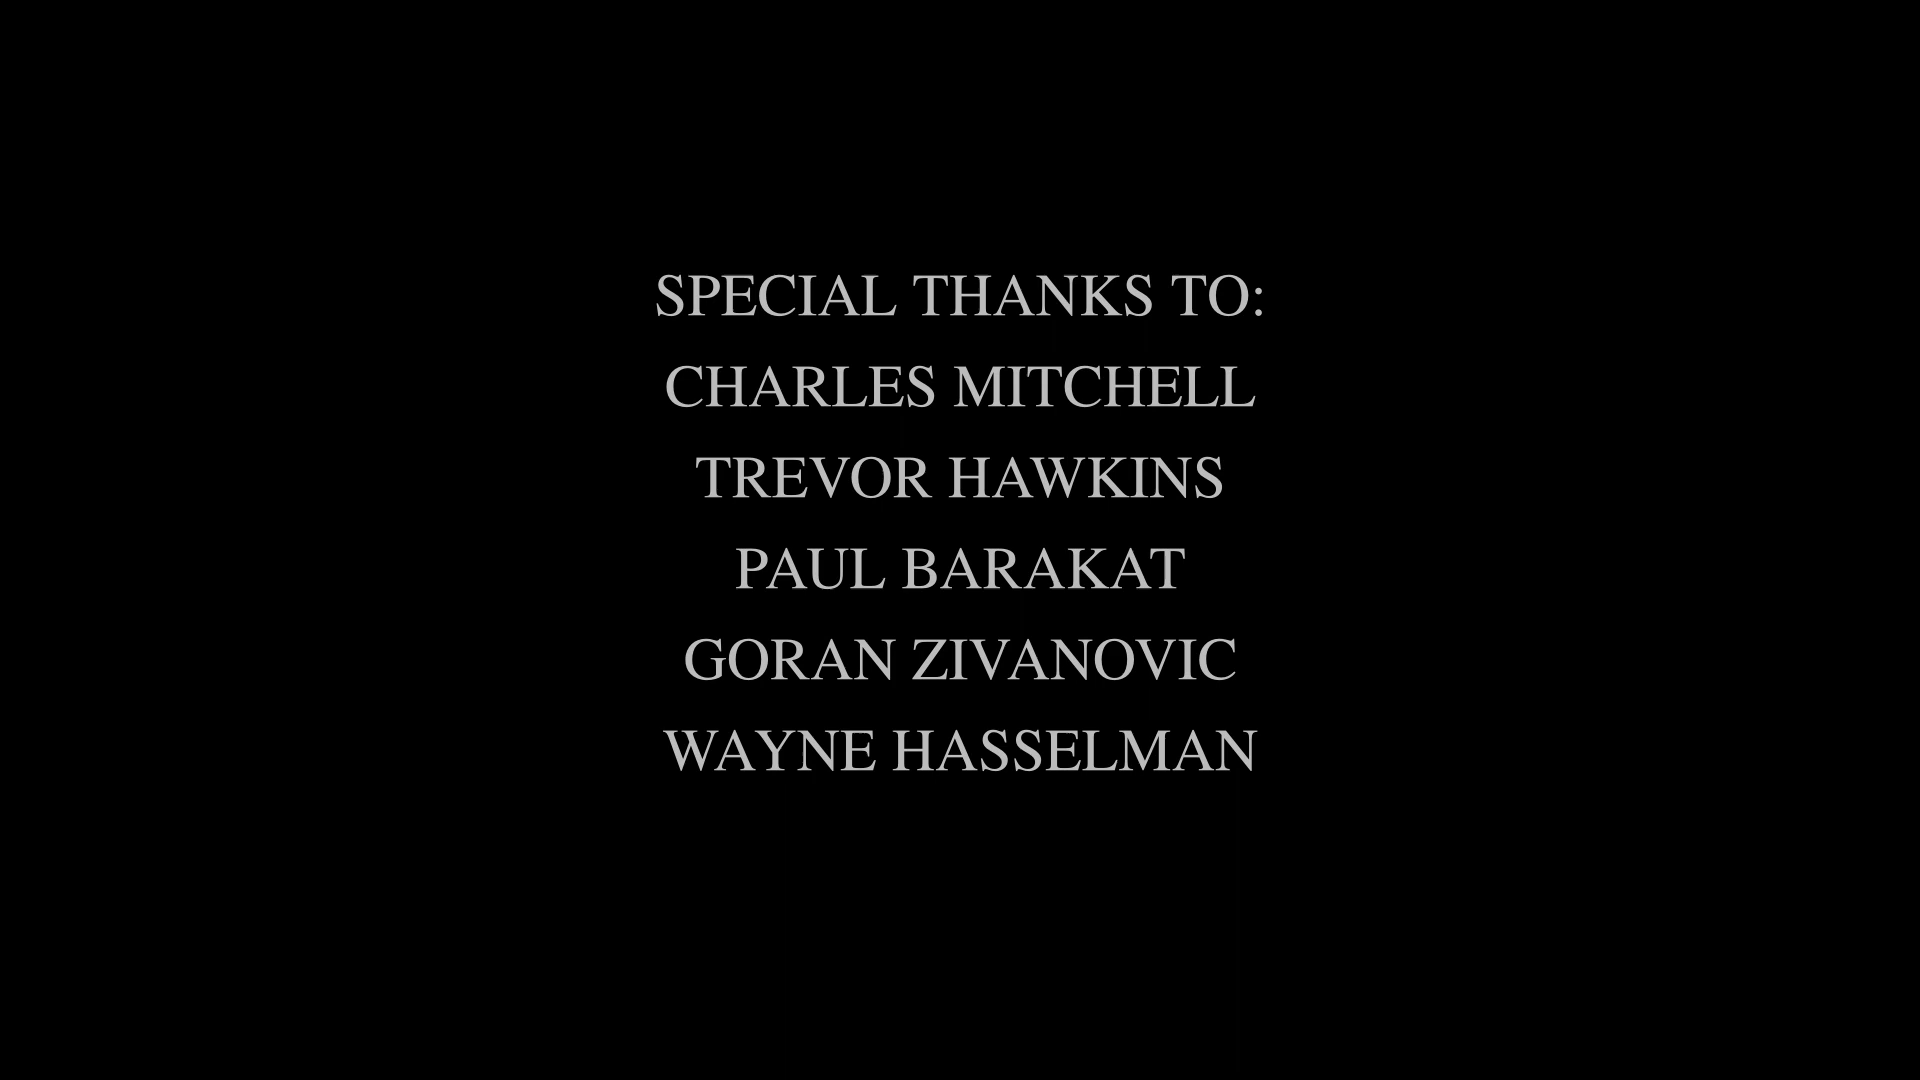 SPECIAL THANKS TO:
CHARLES MITCHELL
TREVOR HAWKINS
PAUL BARAKAT
GORAN ZIVANOVIC
WAYNE HASSELMAN